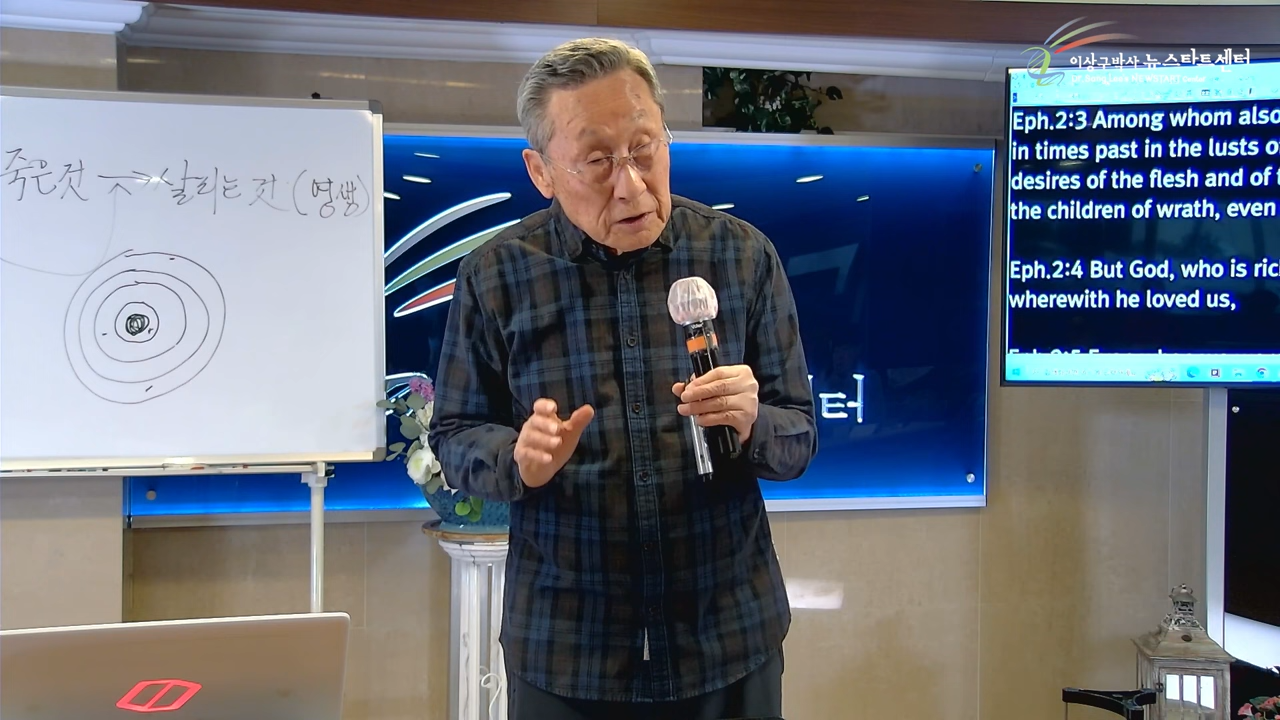 이상구박사 뉴스타트센터
죽은것 → 살리는 것 (영생)
Eph.2:3 Among whom also
in times past in the lusts o
desires of the flesh and of t
the children of wrath, even
Eph.2:4 But God, who is ric
wherewith he loved us,
터